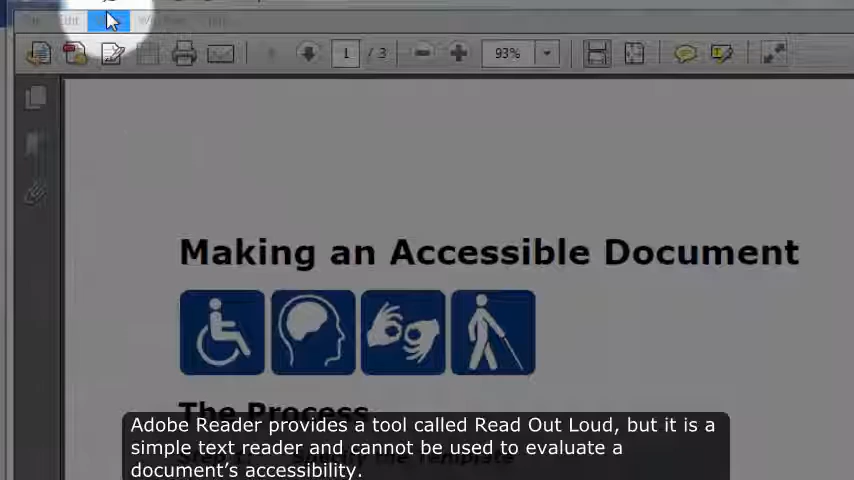 Edit
1 / 3
93%
Making an Accessible Document
The Process
Adobe Reader provides a tool called Read Out Loud, but it is a
simple text reader and cannot be used to evaluate a
document's accessibility.